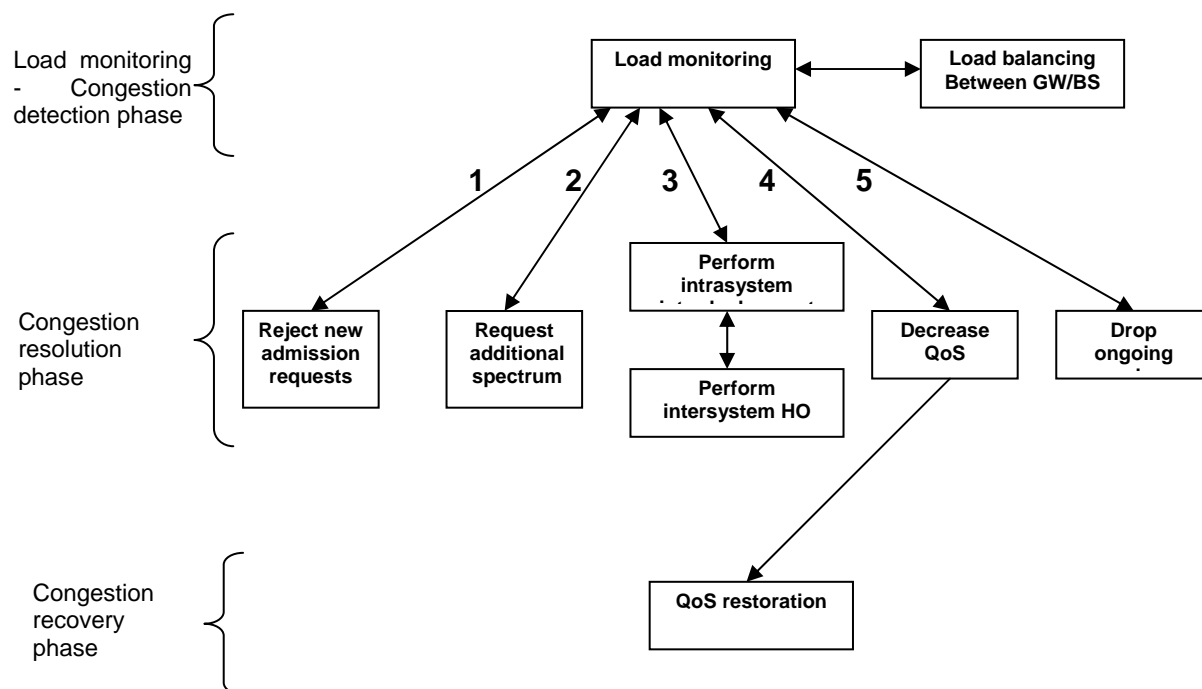 Load monitoring
- Congestion
detection phase
Load monitoring
Load balancing
Between GW/BS
1
2
3
4
5
Congestion
resolution
phase
Reject new
admission
requests
Request
additional
spectrum
Perform
intrasystem
Perform
intersystem HO
Decrease
QoS
Drop
ongoing
Congestion
recovery
phase
QoS restoration